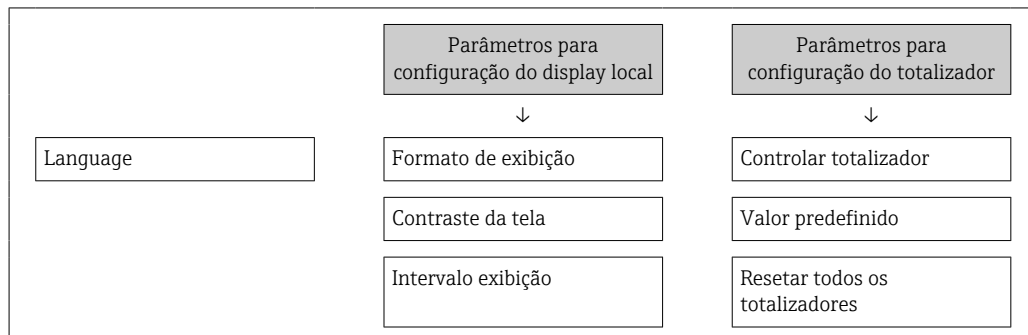 Parâmetros para
configuração do display local
Parâmetros para
configuração do totalizador
↓
↓
Language
Formato de exibição
Controlar totalizador
Contraste da tela
Valor predefinido
Intervalo exibição
Resetar todos os
totalizadores